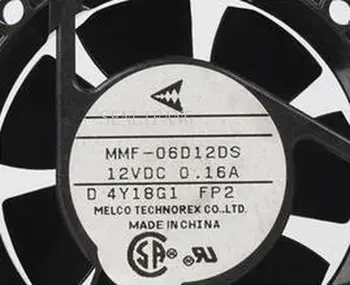 MMF-06D12DS
12VDC 0.16A
D 4Y18G1 FP2
MELCO TECHNOREX CO.,LTD.
MADE IN CHINA